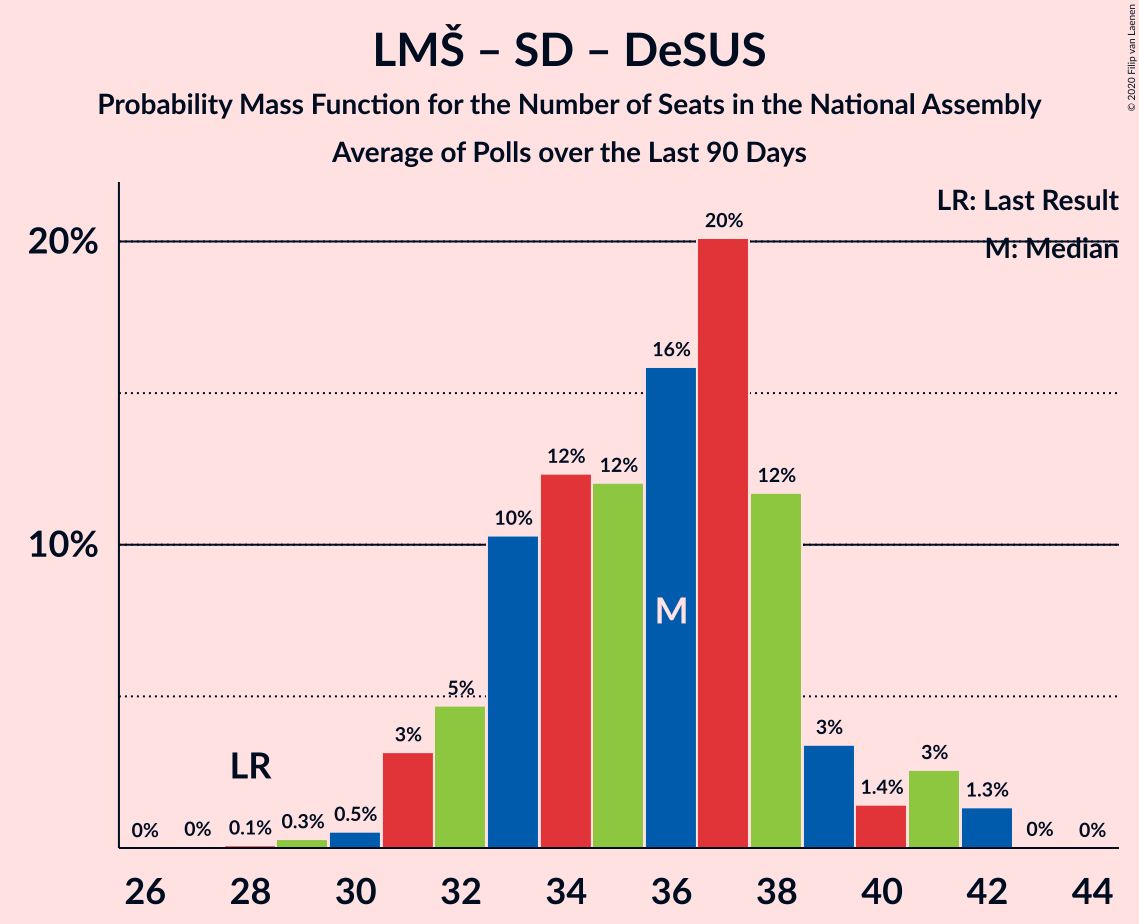 LMŠ – SD – DeSUS
Probability Mass Function for the Number of Seats in the National Assembly
Average of Polls over the Last 90 Days
© 2020 Filip van Laenen
LR: Last Result
M: Median
20%
10%
0%
0%
0.1%
0.3%
0.5%
3%
5%
10%
12%
12%
16%
20%
12%
3%
1.4%
3%
1.3%
0%
0%
LR
M
26 28 30 32 34 36 38 40 42 44